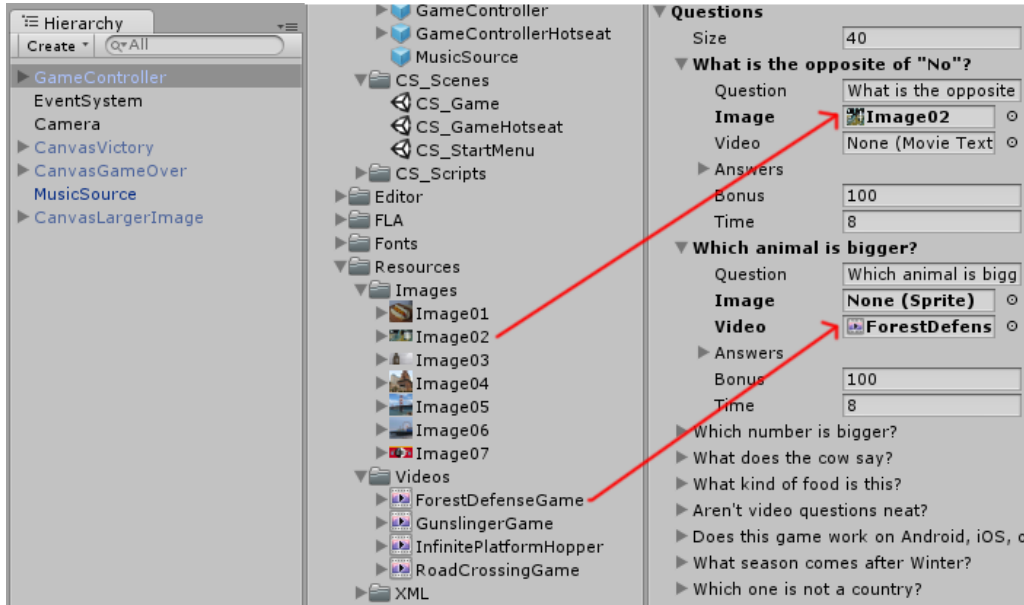 Hierarchy
Create
All
GameController
EventSystem
Camera
CanvasVictory
CanvasGameOver
MusicSource
CanvasLargerImage
GameController
GameControllerHotseat
MusicSource
CS_Scenes
CS_Game
CS_GameHotseat
CS_StartMenu
CS_Scripts
Editor
FLA
Fonts
Resources
Images
Image01
Image02
Image03
Image04
Image05
Image06
Image07
Videos
ForestDefenseGame
GunslingerGame
InfinitePlatformHopper
RoadCrossingGame
XML
Questions
Size 40
What is the opposite of "No"?
Question What is the opposite
Image Image02
Video None (Movie Text
Answers
Bonus 100
Time 8
Which animal is bigger?
Question Which animal is bigg
Image None (Sprite)
Video ForestDefens
Answers
Bonus 100
Time 8
Which number is bigger?
What does the cow say?
What kind of food is this?
Aren't video questions neat?
Does this game work on Android, iOS,
What season comes after Winter?
Which one is not a country?